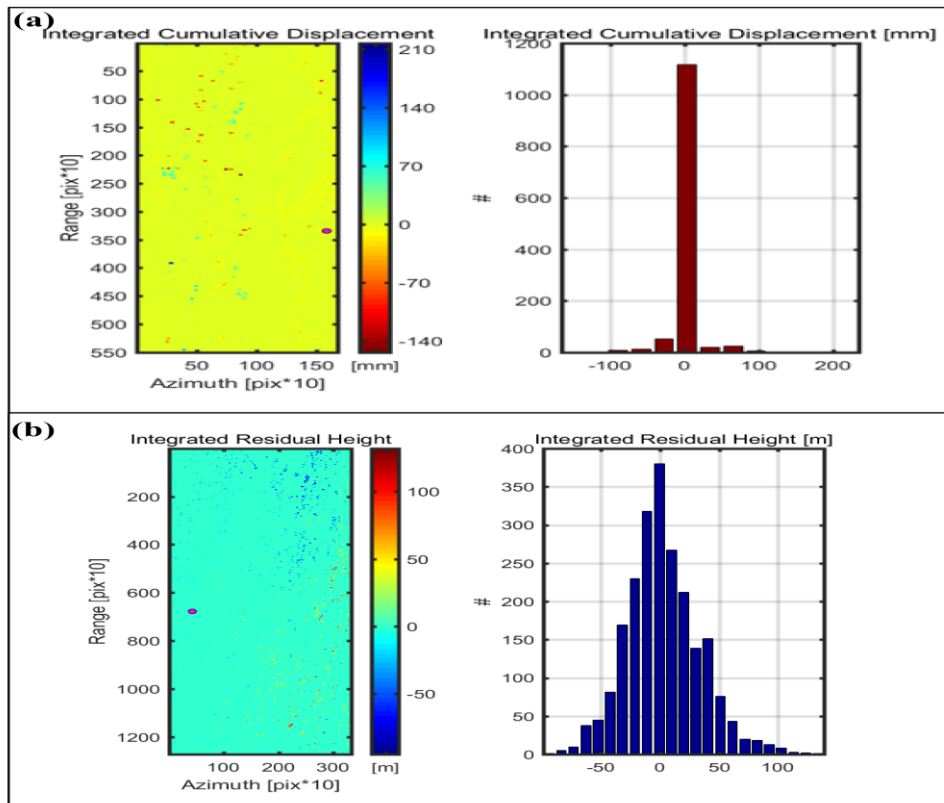 (a)
Integrated Cumulative Displacement
210
140
70
0
-70
-140
[mm]
50
100
150
200
250
300
350
400
450
500
550
Range [pix*10]
50 100 150
Azimuth [pix*10]
Integrated Cumulative Displacement [mm]
1200
1000
800
600
400
200
0
#
-100 0 100 200
(b)
Integrated Residual Height
100
50
0
-50
[m]
200
400
600
800
1000
1200
Range [pix*10]
100 200 300
Azimuth [pix*10]
Integrated Residual Height [m]
400
350
300
250
200
150
100
50
0
#
-50 0 50 100